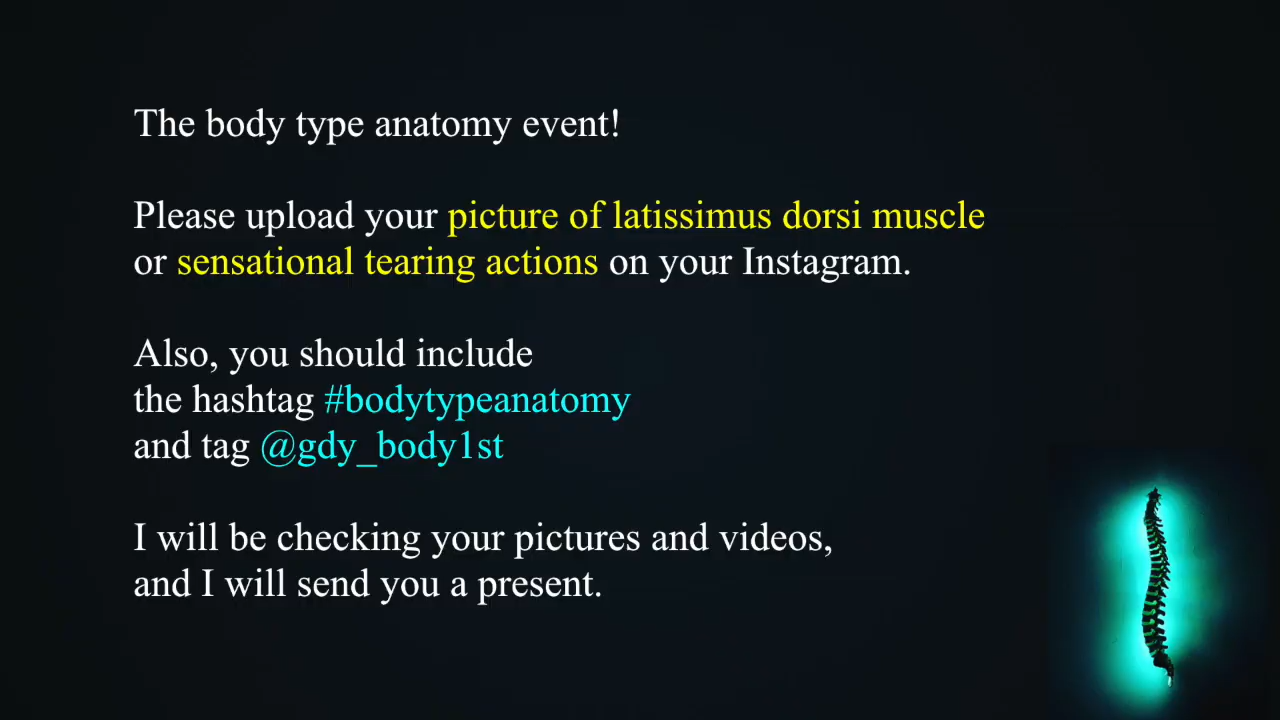 The body type anatomy event!
Please upload your picture of latissimus dorsi muscle
or sensational tearing actions on your Instagram.
Also, you should include
the hashtag #bodytypeanatomy
and tag @gdy_body1st
I will be checking your pictures and videos,
and I will send you a present.